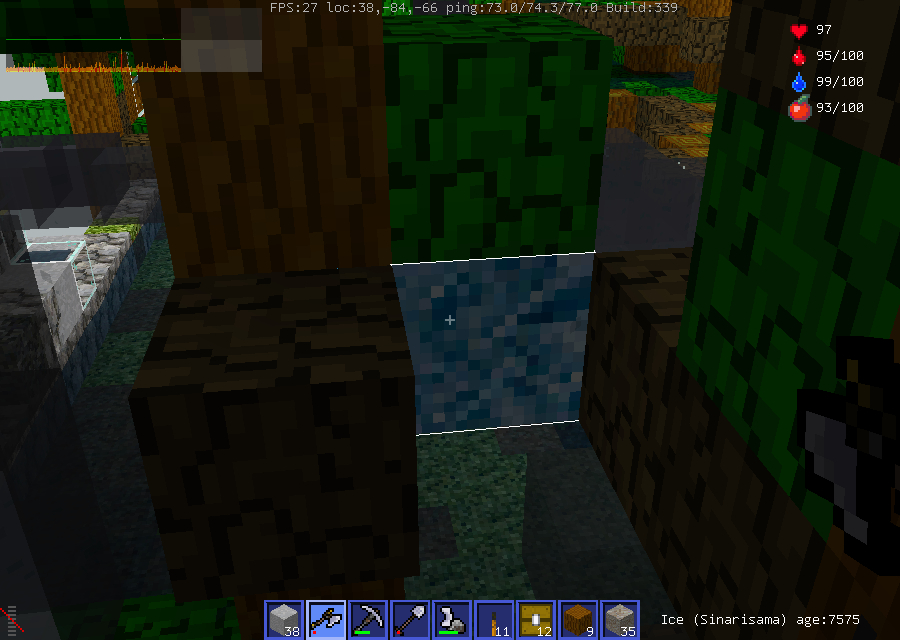 FPS:27 loc:38,-84,-66 ping:73.0/74.3/77.0 Build:339
97
95/100
99/100
93/100
38 11 12 9 35
Ice (Sinarisama) age:7575